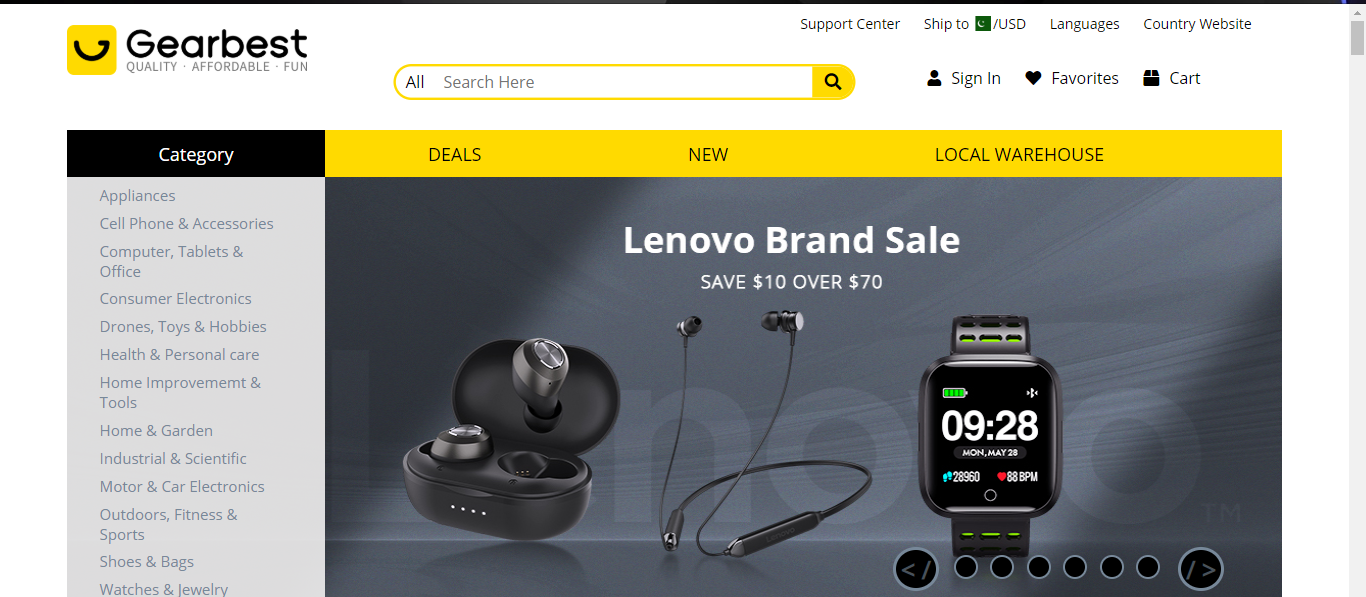 Support Center Ship to /USD Languages Country Website
Gearbest
QUALITY · AFFORDABLE · FUN
All Search Here
Sign In Favorites Cart
Category DEALS NEW LOCAL WAREHOUSE
Appliances
Cell Phone & Accessories
Computer, Tablets &
Office
Consumer Electronics
Drones, Toys & Hobbies
Health & Personal care
Home Improvememt &
Tools
Home & Garden
Industrial & Scientific
Motor & Car Electronics
Outdoors, Fitness &
Sports
Shoes & Bags
Watches & Jewelry
Lenovo Brand Sale
SAVE $10 OVER $70
Lenovo
TM
09:28
MON, MAY 28
28960 88 BPM
< / / >